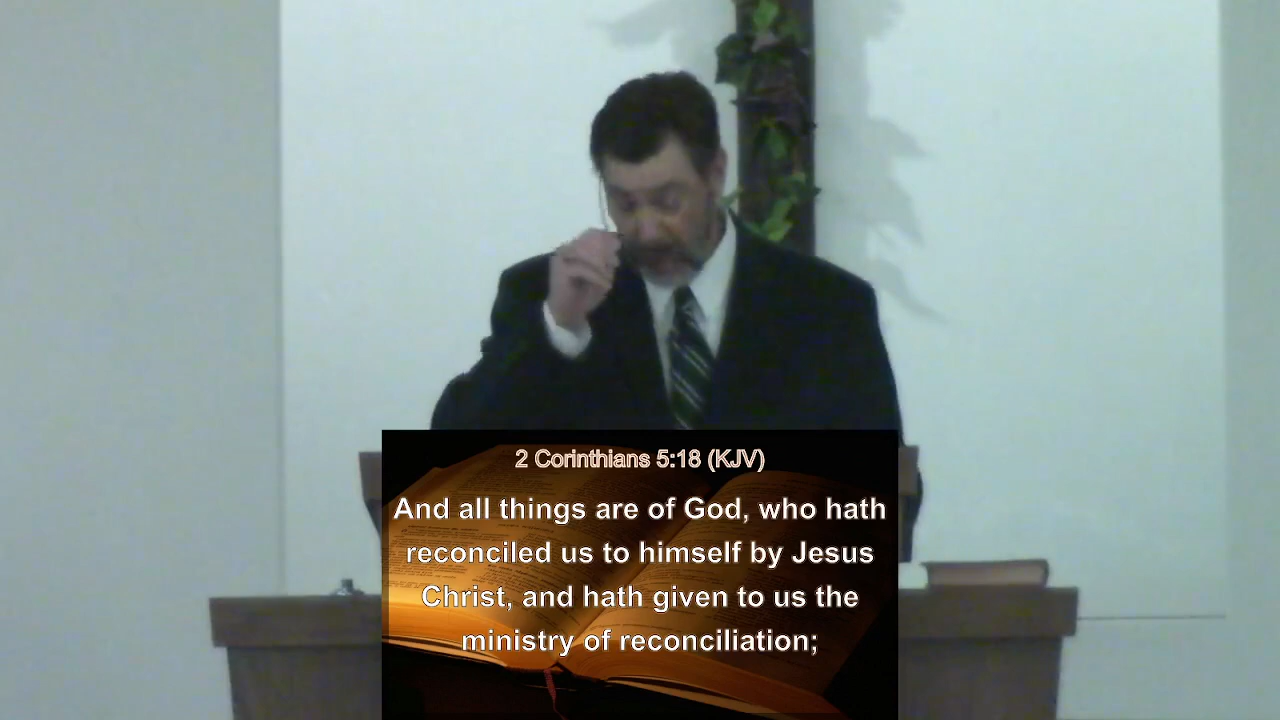 2 Corinthians 5:18 (KJV)
And all things are of God, who hath
reconciled us to himself by Jesus
Christ, and hath given to us the
ministry of reconciliation;